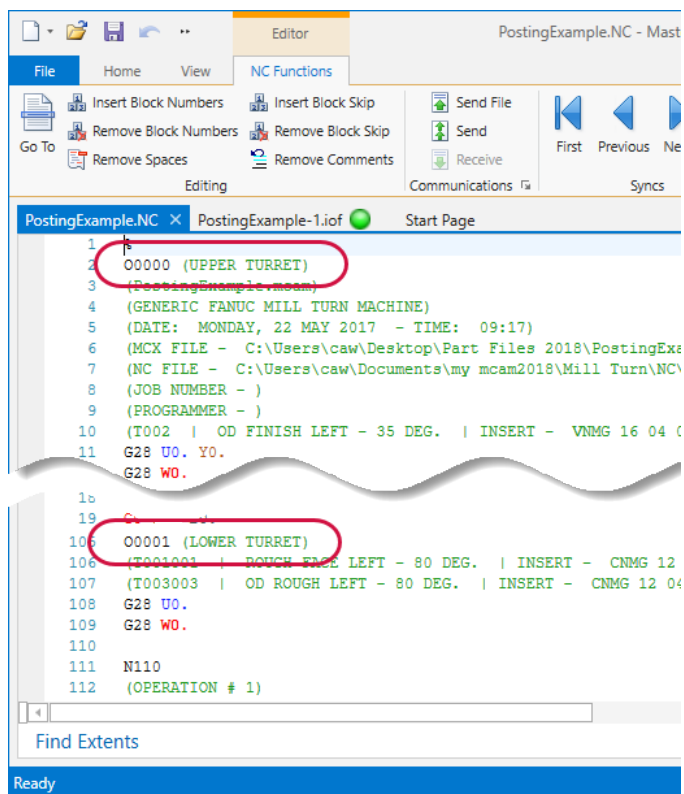 Editor PostingExample.NC - Mast
File Home View NC Functions
Go To
Insert Block Numbers Insert Block Skip
Remove Block Numbers Remove Block Skip
Remove Spaces Remove Comments
Editing
Send File
Send
Receive
Communications
First Previous Ne
Syncs
PostingExample.NC × PostingExample-1.iof Start Page
1 %
2 O0000 (UPPER TURRET)
3 (PostingExample.mcam)
4 (GENERIC FANUC MILL TURN MACHINE)
5 (DATE: MONDAY, 22 MAY 2017 - TIME: 09:17)
6 (MCX FILE - C:\Users\caw\Desktop\Part Files 2018\PostingExa
7 (NC FILE - C:\Users\caw\Documents\my mcam2018\Mill Turn\NC\
8 (JOB NUMBER - )
9 (PROGRAMMER - )
10 (T002 | OD FINISH LEFT - 35 DEG. | INSERT - VNMG 16 04 0
11 G28 U0. Y0.
G28 W0.
18
19
105 O0001 (LOWER TURRET)
106 (T001001 | ROUGH FACE LEFT - 80 DEG. | INSERT - CNMG 12
107 (T003003 | OD ROUGH LEFT - 80 DEG. | INSERT - CNMG 12 04
108 G28 U0.
109 G28 W0.
110
111 N110
112 (OPERATION # 1)
Find Extents
Ready